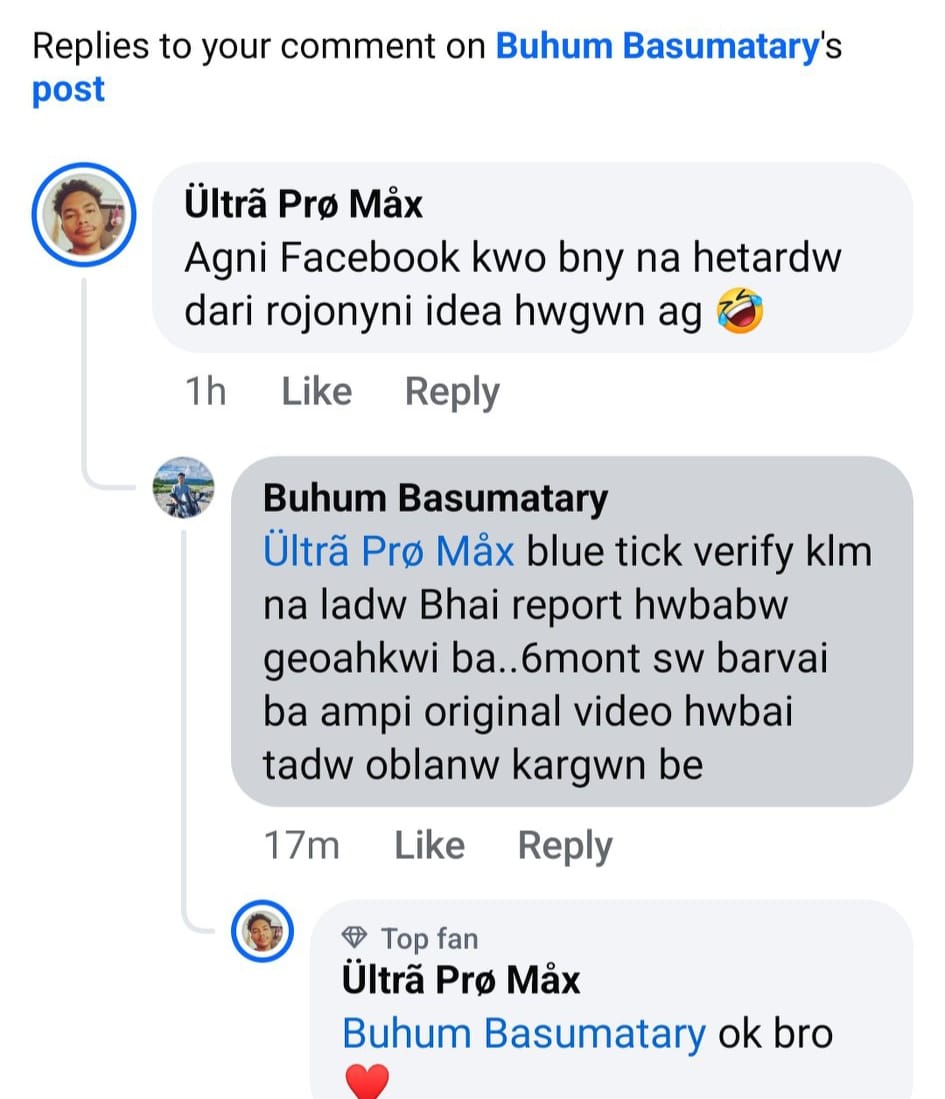 Replies to your comment on Buhum Basumatary's
post
Ültrã Prø Måx
Agni Facebook kwo bny na hetardw
dari rojonyni idea hwgwn ag 🤣
1h Like Reply
Buhum Basumatary
Ültrã Prø Måx blue tick verify klm
na ladw Bhai report hwbabw
geoahkwi ba..6mont sw barvai
ba ampi original video hwbai
tadw oblanw kargwn be
17m Like Reply
Top fan
Ültrã Prø Måx
Buhum Basumatary ok bro
❤️